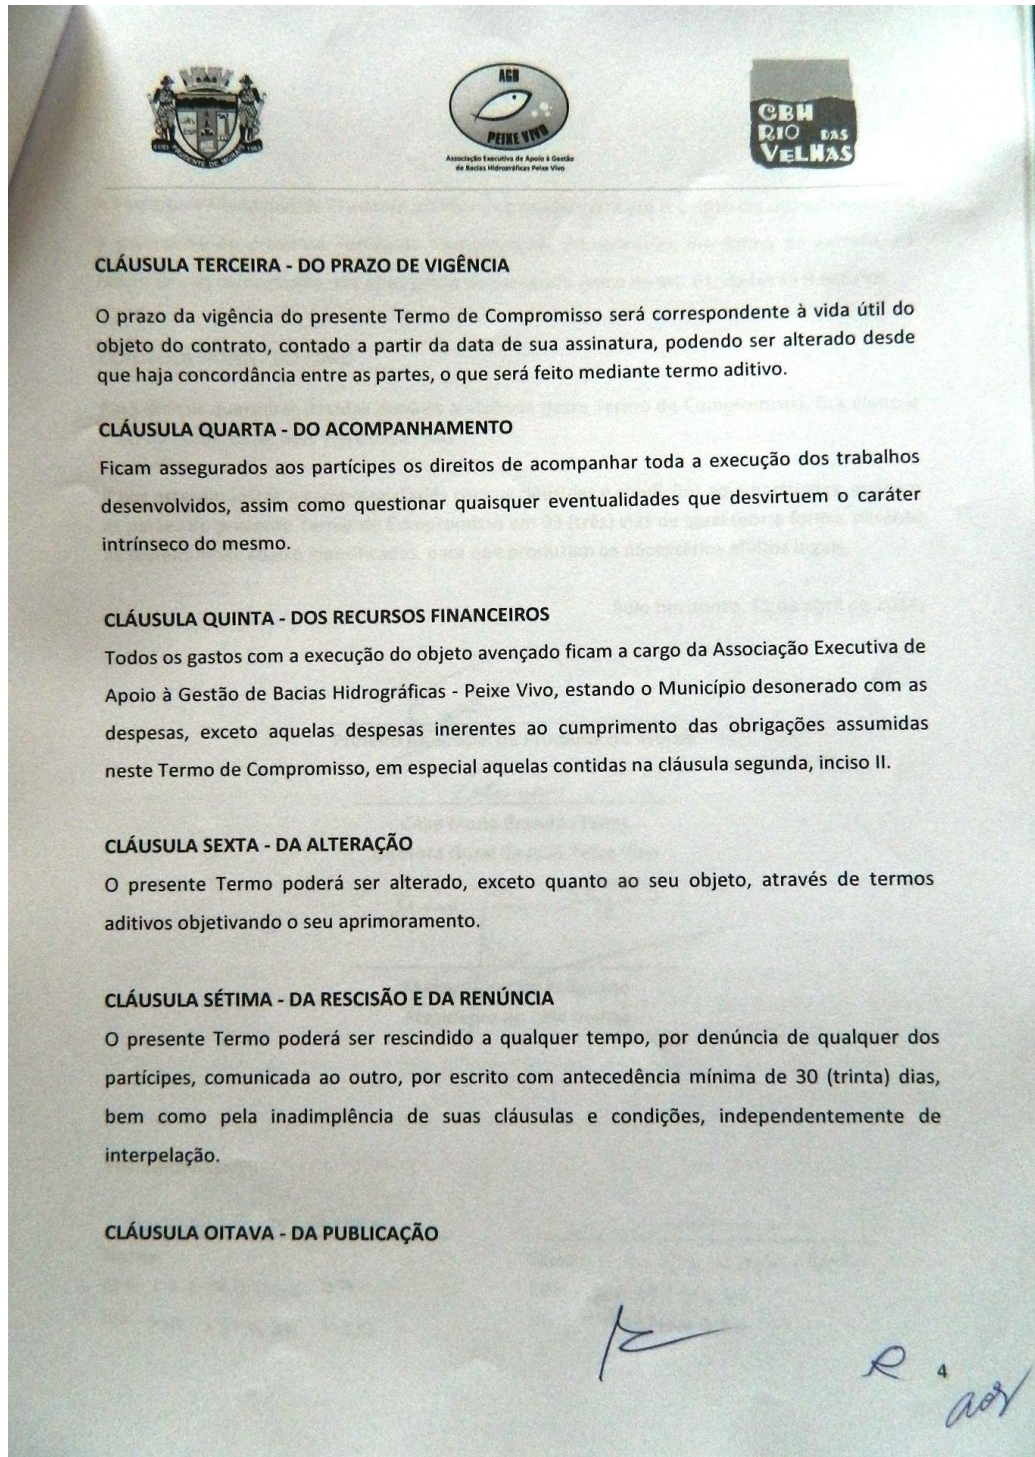 AGB
PEIXE VIVO
Associação Executiva de Apoio à Gestão
de Bacias Hidrográficas Peixe Vivo
PRUDENTE DE MORAIS
CBH
RIO DAS
VELHAS
CLÁUSULA TERCEIRA - DO PRAZO DE VIGÊNCIA
O prazo da vigência do presente Termo de Compromisso será correspondente à vida útil do
objeto do contrato, contado a partir da data de sua assinatura, podendo ser alterado desde
que haja concordância entre as partes, o que será feito mediante termo aditivo.
CLÁUSULA QUARTA - DO ACOMPANHAMENTO
Ficam assegurados aos partícipes os direitos de acompanhar toda a execução dos trabalhos
desenvolvidos, assim como questionar quaisquer eventualidades que desvirtuem o caráter
intrínseco do mesmo.
CLÁUSULA QUINTA - DOS RECURSOS FINANCEIROS
Todos os gastos com a execução do objeto avençado ficam a cargo da Associação Executiva de
Apoio à Gestão de Bacias Hidrográficas - Peixe Vivo, estando o Município desonerado com as
despesas, exceto aquelas despesas inerentes ao cumprimento das obrigações assumidas
neste Termo de Compromisso, em especial aquelas contidas na cláusula segunda, inciso II.
CLÁUSULA SEXTA - DA ALTERAÇÃO
O presente Termo poderá ser alterado, exceto quanto ao seu objeto, através de termos
aditivos objetivando o seu aprimoramento.
CLÁUSULA SÉTIMA - DA RESCISÃO E DA RENÚNCIA
O presente Termo poderá ser rescindido a qualquer tempo, por denúncia de qualquer dos
partícipes, comunicada ao outro, por escrito com antecedência mínima de 30 (trinta) dias,
bem como pela inadimplência de suas cláusulas e condições, independentemente de
interpelação.
CLÁUSULA OITAVA - DA PUBLICAÇÃO
4